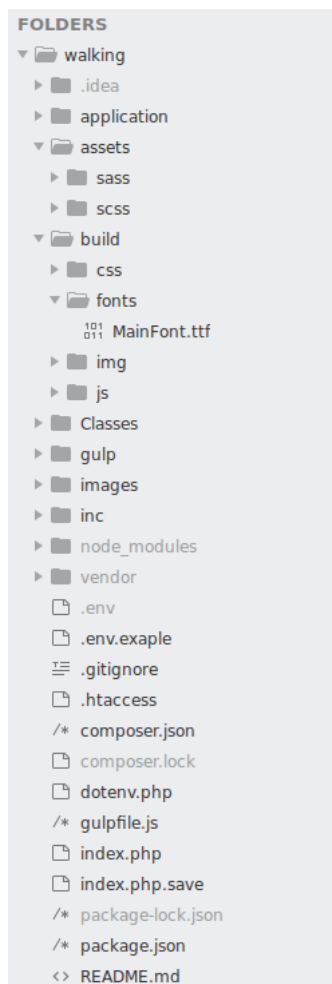 FOLDERS
walking
.idea
application
assets
sass
scss
build
css
fonts
MainFont.ttf
img
js
Classes
gulp
images
inc
node_modules
vendor
.env
.env.exaple
.gitignore
.htaccess
/* composer.json
composer.lock
dotenv.php
/* gulpfile.js
index.php
index.php.save
/* package-lock.json
/* package.json
<> README.md